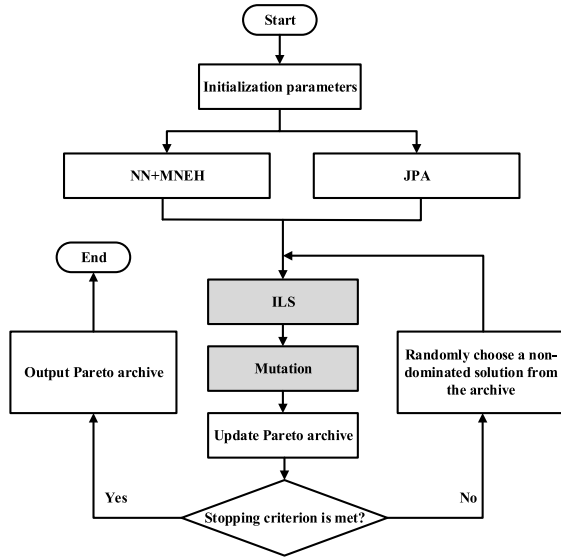 Start
Initialization parameters
NN+MNEH
JPA
End
ILS
Output Pareto archive
Mutation
Randomly choose a non-
dominated solution from
the archive
Update Pareto archive
Yes
No
Stopping criterion is met?